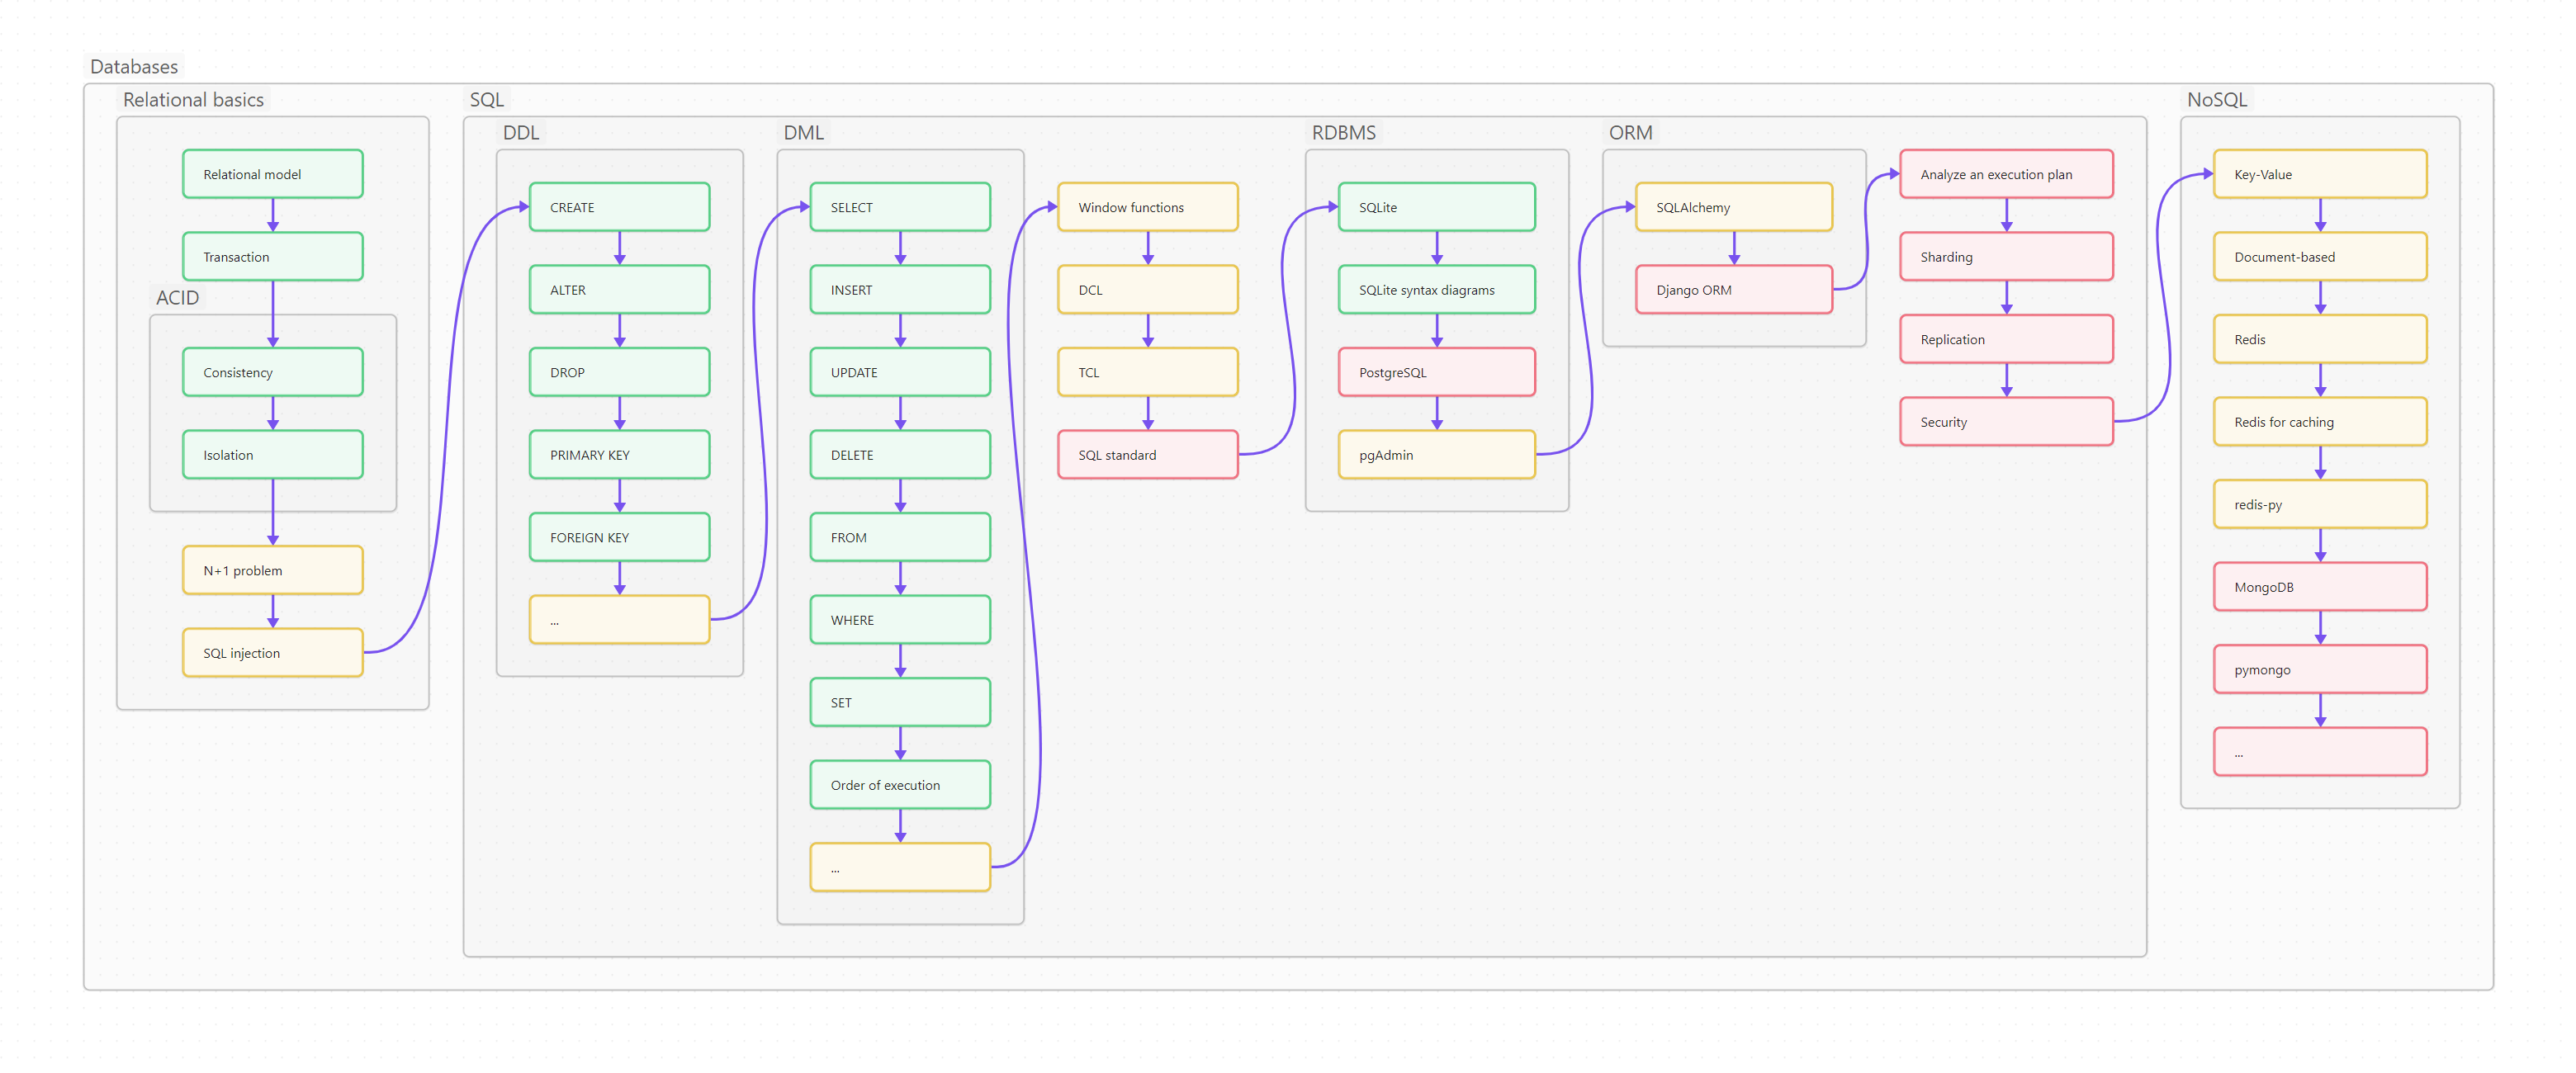 Databases
Relational basics
Relational model
Transaction
ACID
Consistency
Isolation
N+1 problem
SQL injection
SQL
DDL
CREATE
ALTER
DROP
PRIMARY KEY
FOREIGN KEY
...
DML
SELECT
INSERT
UPDATE
DELETE
FROM
WHERE
SET
Order of execution
...
Window functions
DCL
TCL
SQL standard
RDBMS
SQLite
SQLite syntax diagrams
PostgreSQL
pgAdmin
ORM
SQLAlchemy
Django ORM
Analyze an execution plan
Sharding
Replication
Security
NoSQL
Key-Value
Document-based
Redis
Redis for caching
redis-py
MongoDB
pymongo
...